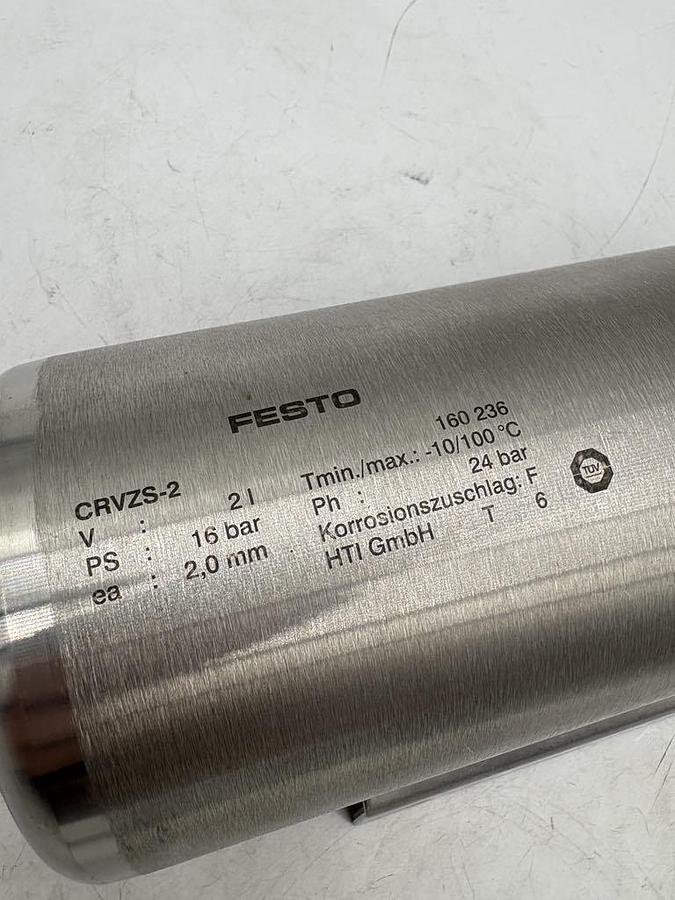 FESTO
CRVZS-2 160 236
V : 2 l Tmin./max.: -10/100 °C
PS : 16 bar Ph : 24 bar
ea : 2,0 mm Korrosionszuschlag: F
HTI GmbH T 6
TÜV